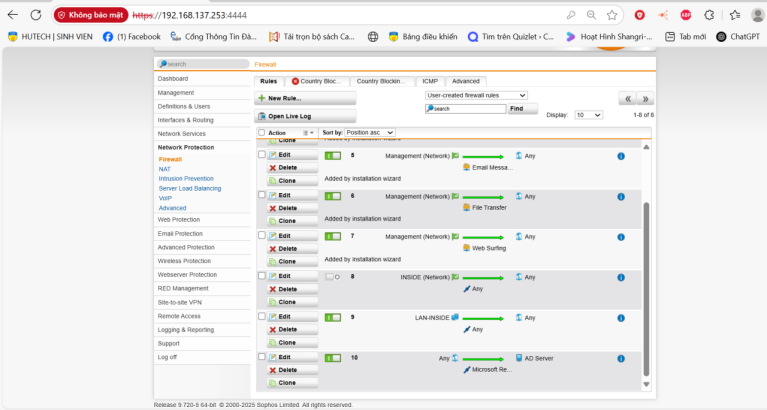 Không bảo mật https://192.168.137.253:4444
HUTECH | SINH VIEN (1) Facebook Cổng Thông Tin Đà... Tải trọn bộ sách Ca... Bảng điều khiển Tìm trên Quizlet ‹ C... Hoạt Hình Shangri-... Tab mới ChatGPT
search
Firewall
Dashboard
Management
Definitions & Users
Interfaces & Routing
Network Services
Network Protection
Firewall
NAT
Intrusion Prevention
Server Load Balancing
VoIP
Advanced
Web Protection
Email Protection
Advanced Protection
Wireless Protection
Webserver Protection
RED Management
Site-to-site VPN
Remote Access
Logging & Reporting
Support
Log off
Rules Country Bloc... Country Blockin... ICMP Advanced
+ New Rule...
User-created firewall rules
« »
Open Live Log
search Find
Display: 10 1-8 of 8
Action Sort by: Position asc
Clone Added by installation wizard
Edit 5 Management (Network) Any
Delete Email Messa...
Clone Added by installation wizard
Edit 6 Management (Network) Any
Delete File Transfer
Clone Added by installation wizard
Edit 7 Management (Network) Any
Delete Web Surfing
Clone Added by installation wizard
Edit 8 INSIDE (Network) Any
Delete Any
Clone
Edit 9 LAN-INSIDE Any
Delete Any
Clone
Edit 10 Any AD Server
Delete Microsoft Re...
Clone
Release 9.720-8 64-bit © 2000-2025 Sophos Limited. All rights reserved.